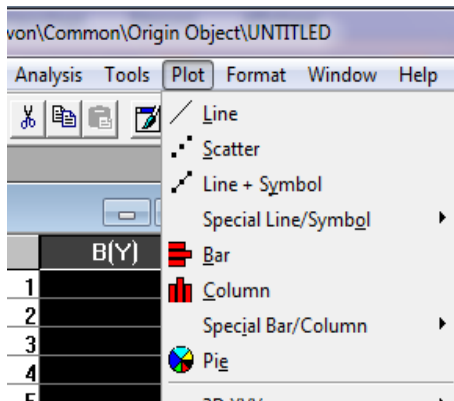 von\Common\Origin Object\UNTITLED
Analysis Tools Plot Format Window Help
Line
Scatter
Line + Symbol
Special Line/Symbol
B(Y)
Bar
1
Column
2
Special Bar/Column
3
4
Pie
5